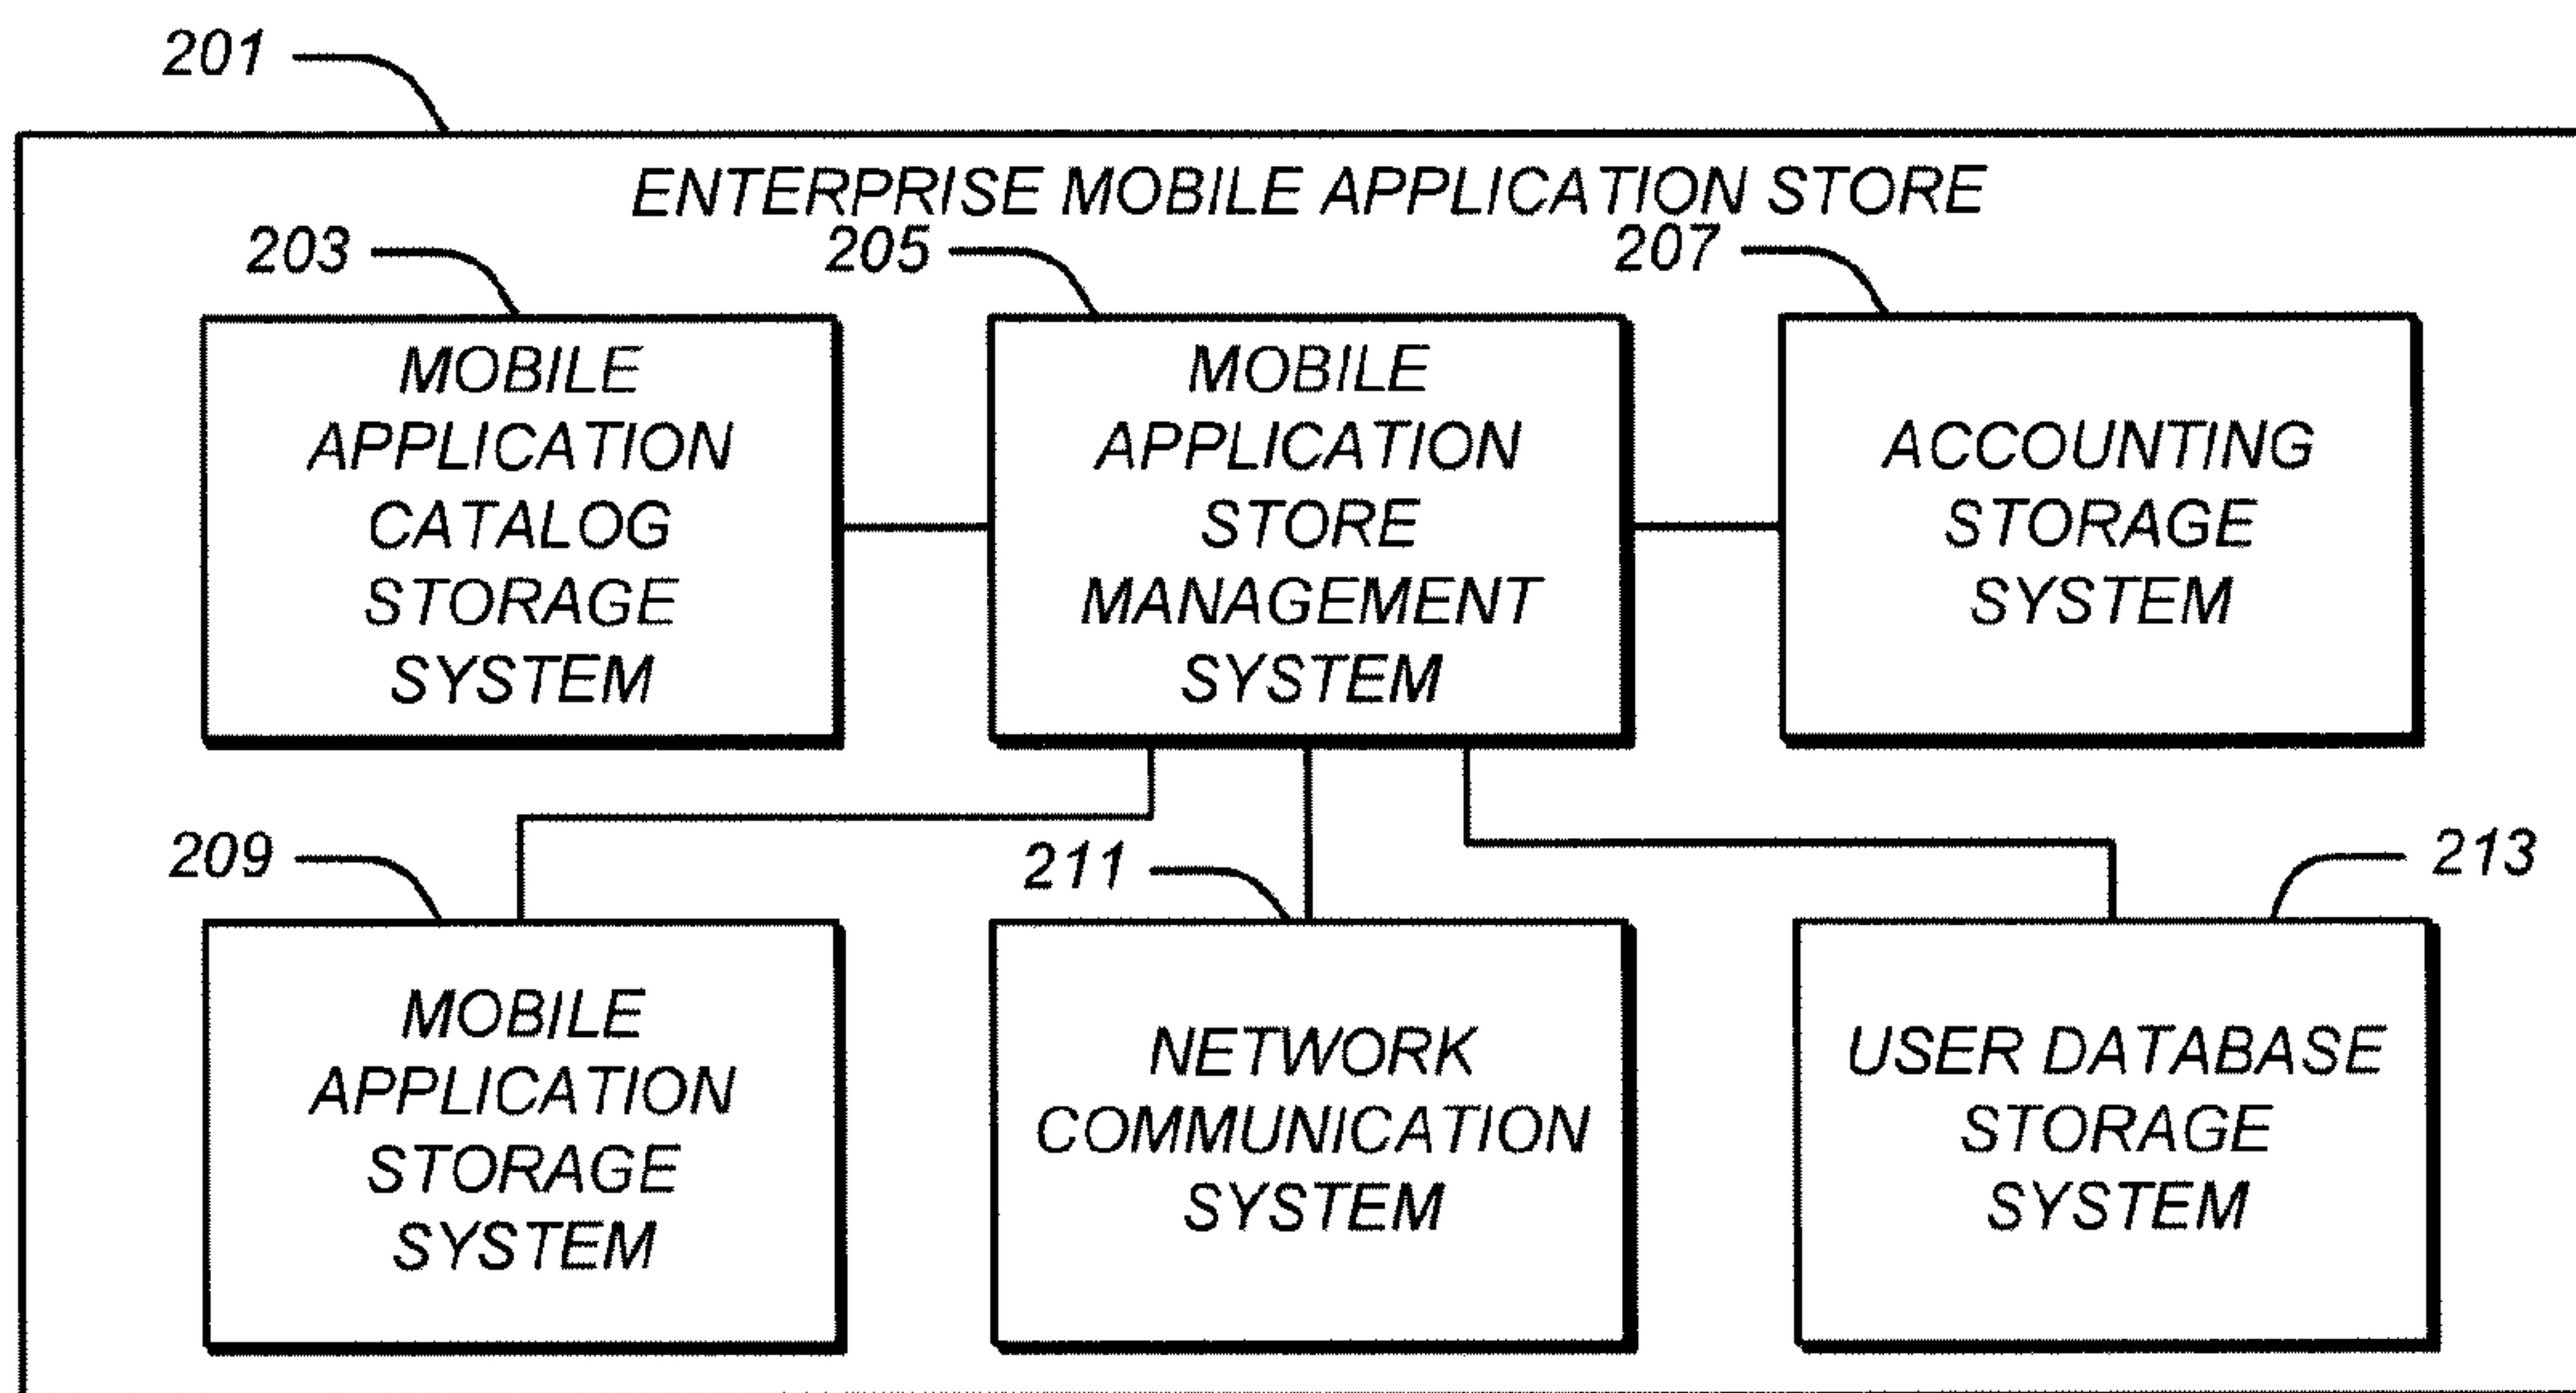 201
ENTERPRISE MOBILE APPLICATION STORE
203
205
207
MOBILE
APPLICATION
CATALOG
STORAGE
SYSTEM
MOBILE
APPLICATION
STORE
MANAGEMENT
SYSTEM
ACCOUNTING
STORAGE
SYSTEM
209
211
213
MOBILE
APPLICATION
STORAGE
SYSTEM
NETWORK
COMMUNICATION
SYSTEM
USER DATABASE
STORAGE
SYSTEM